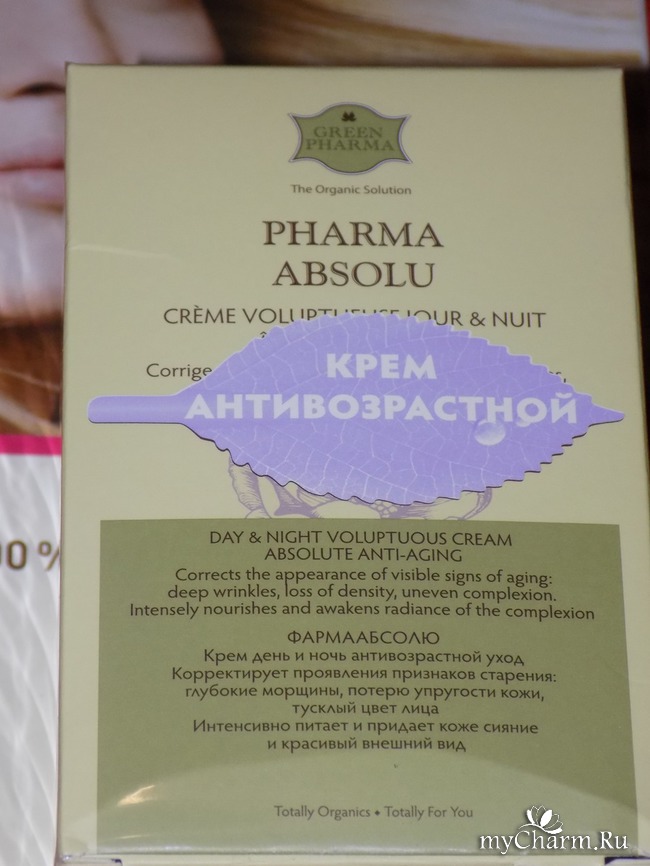 GREEN
PHARMA
The Organic Solution
PHARMA
ABSOLU
CRÈME VOLUPTUEUSE JOUR & NUIT
Corrige
КРЕМ
АНТИВОЗРАСТНОЙ
DAY & NIGHT VOLUPTUOUS CREAM
ABSOLUTE ANTI-AGING
Corrects the appearance of visible signs of aging:
deep wrinkles, loss of density, uneven complexion.
Intensely nourishes and awakens radiance of the complexion
ФАРМААБСОЛЮ
Крем день и ночь антивозрастной уход
Корректирует проявления признаков старения:
глубокие морщины, потерю упругости кожи,
тусклый цвет лица
Интенсивно питает и придает коже сияние
и красивый внешний вид
Totally Organics • Totally For You
myCharm.Ru